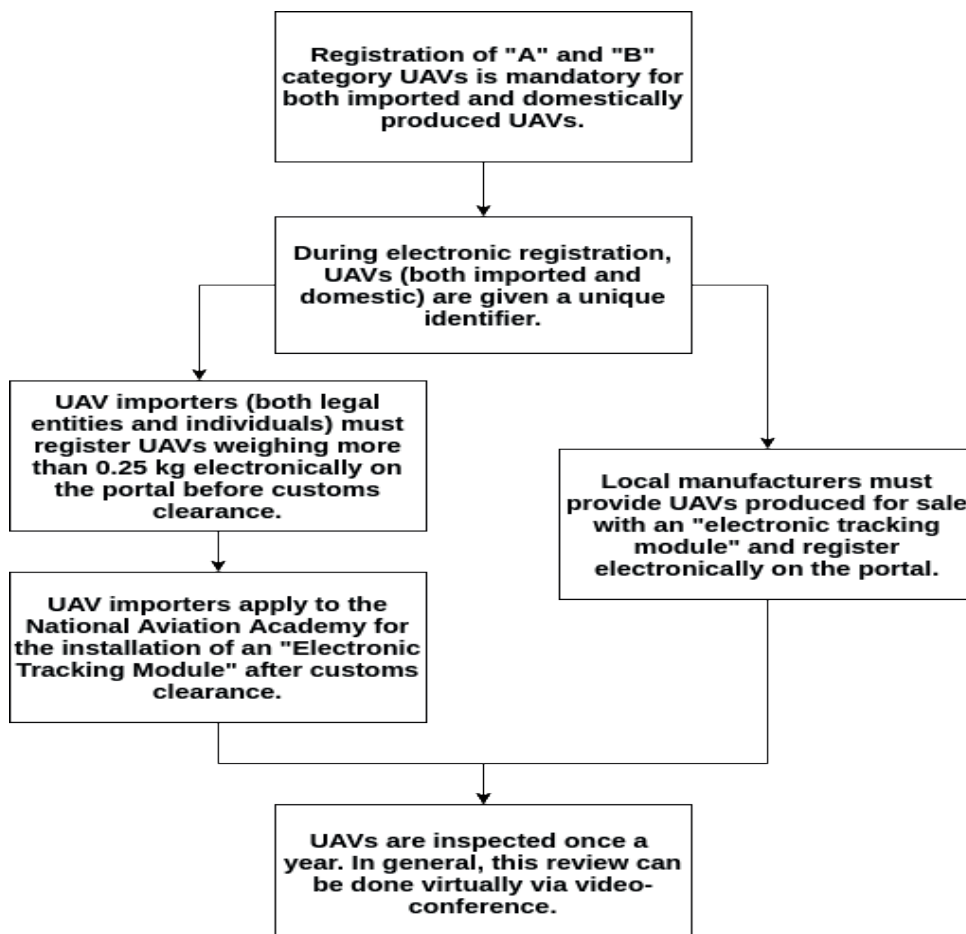 Registration of "A" and "B"
category UAVs is mandatory for
both imported and domestically
produced UAVs.
During electronic registration,
UAVs (both imported and
domestic) are given a unique
identifier.
UAV importers (both legal
entities and individuals) must
register UAVs weighing more
than 0.25 kg electronically on
the portal before customs
clearance.
Local manufacturers must
provide UAVs produced for sale
with an "electronic tracking
module" and register
electronically on the portal.
UAV importers apply to the
National Aviation Academy for
the installation of an "Electronic
Tracking Module" after customs
clearance.
UAVs are inspected once a
year. In general, this review can
be done virtually via video-
conference.